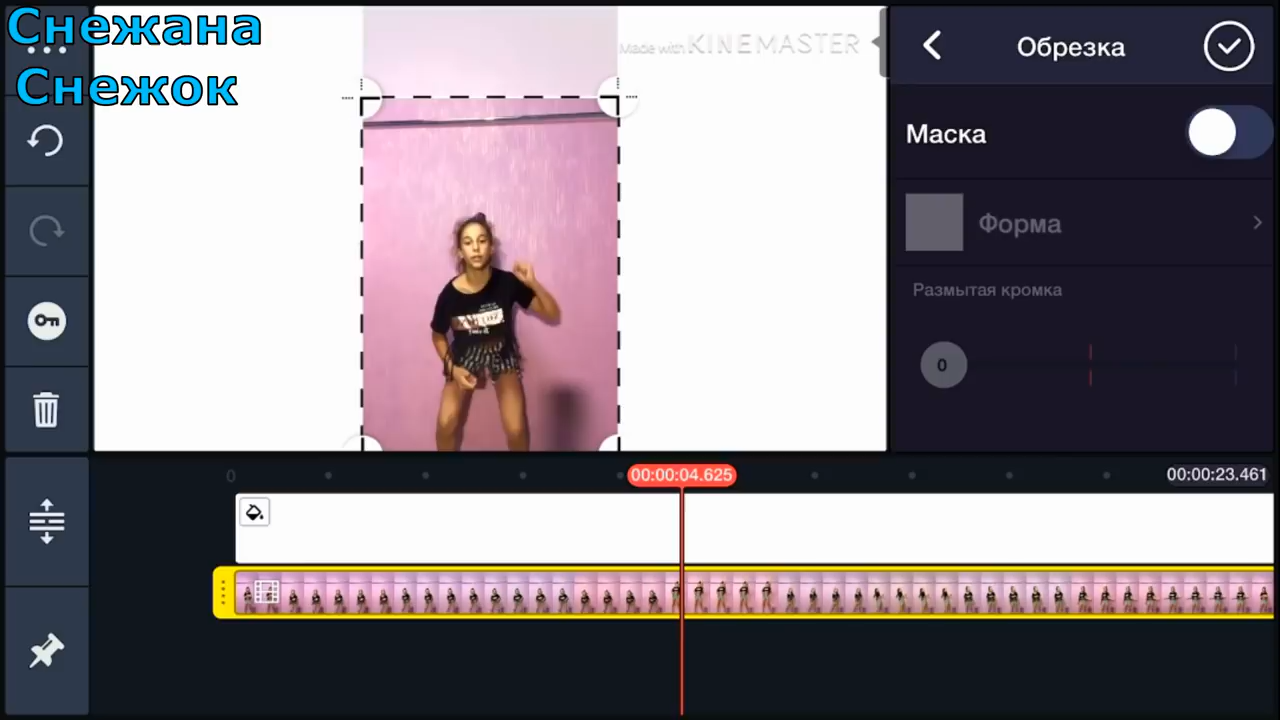 Снежана
Снежок
Made with KINEMASTER
Обрезка
Маска
Форма
Размытая кромка
0
0
00:00:04.625
00:00:23.461